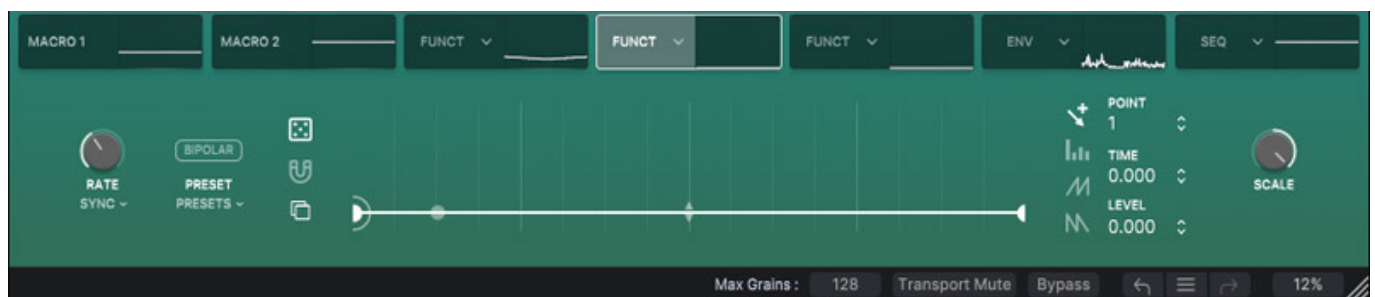 MACRO 1
MACRO 2
FUNCT
FUNCT
FUNCT
ENV
SEQ
RATE
SYNC
BIPOLAR
PRESET
PRESETS
POINT
1
TIME
0.000
LEVEL
0.000
SCALE
Max Grains :
128
Transport Mute
Bypass
12%